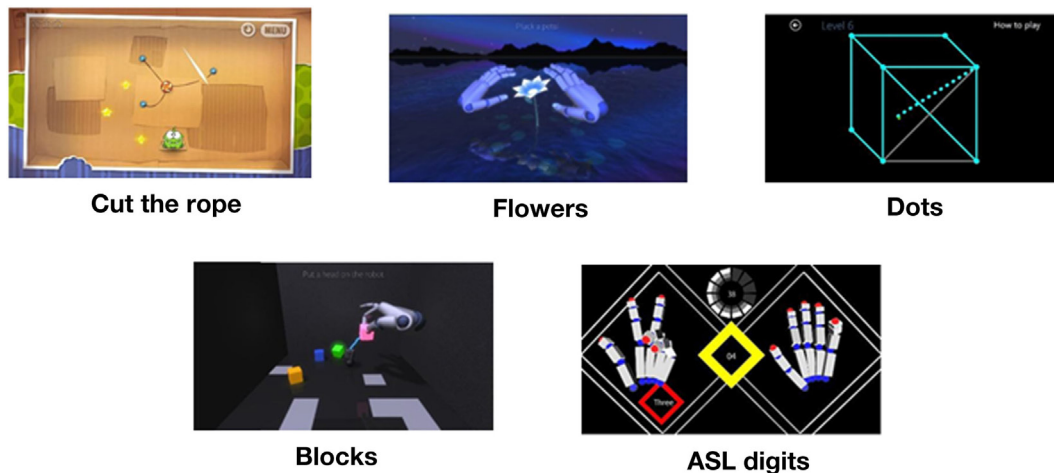 MENU
Cut the rope
Pluck a petal
Flowers
Level 6
How to play
Dots
Put a head on the robot
Blocks
38
04
Three
ASL digits